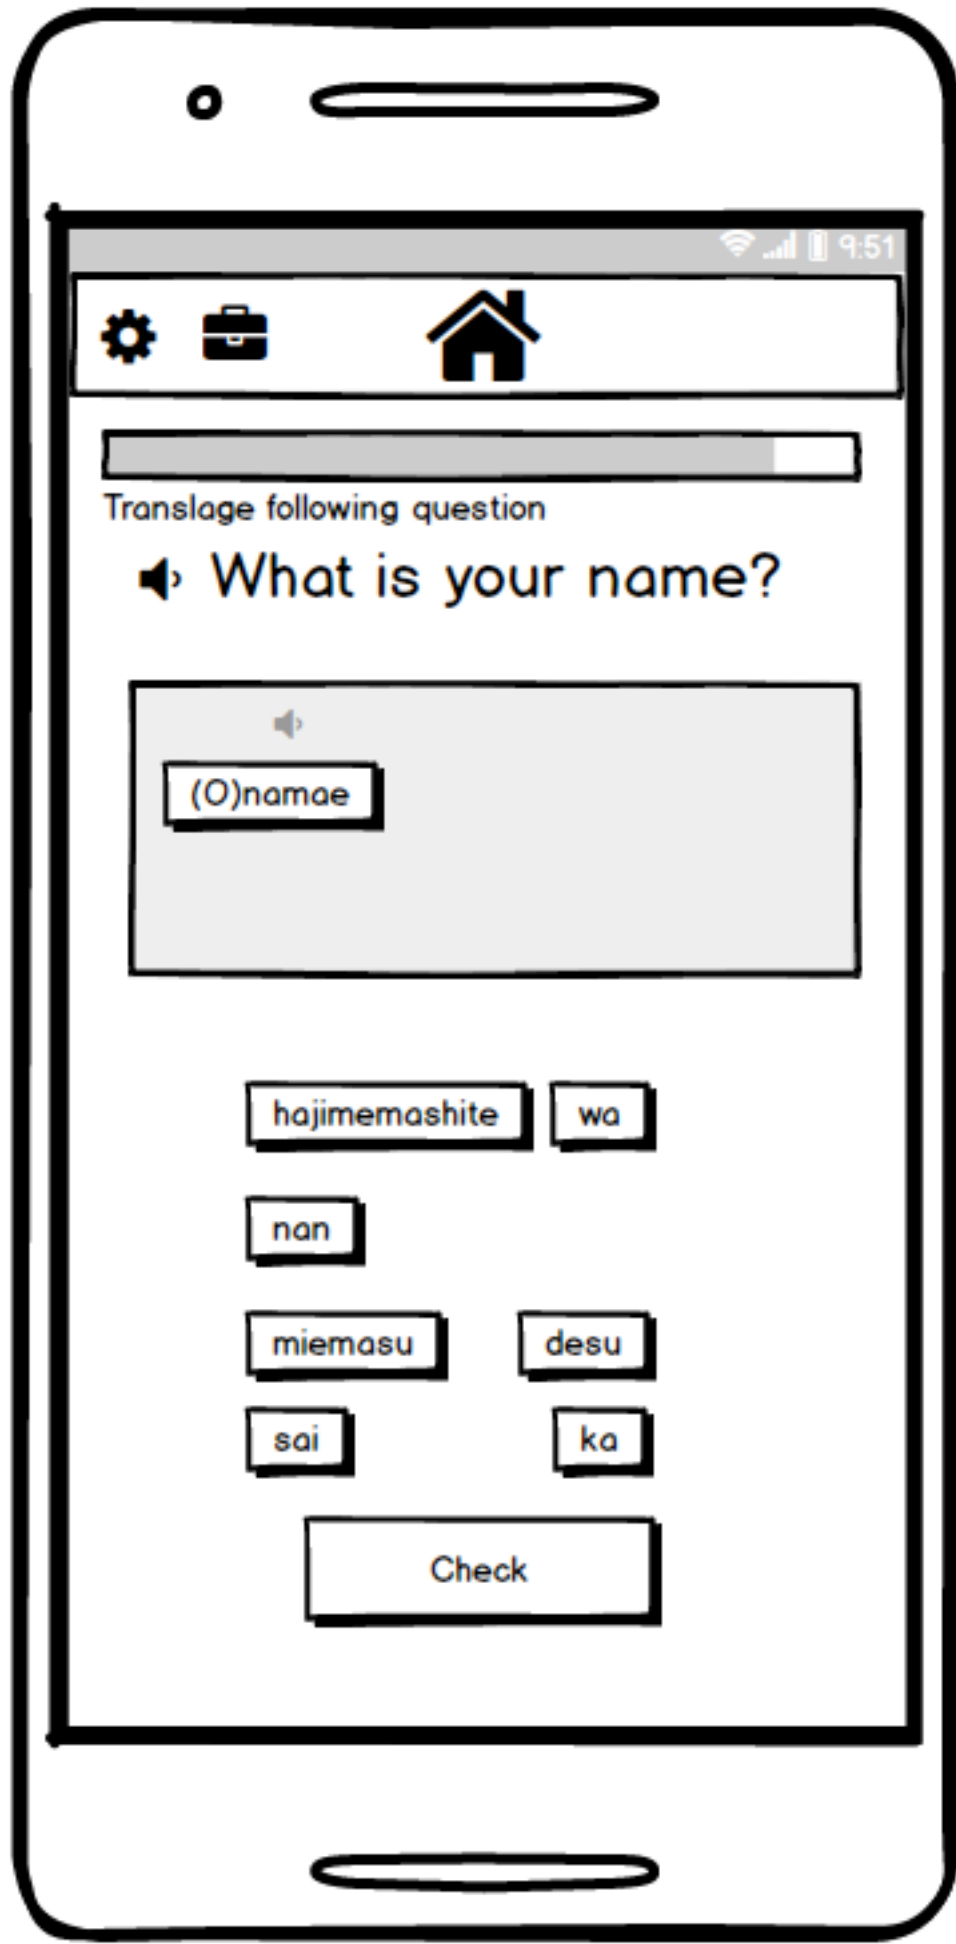 9:51
Translage following question
What is your name?
(O)namae
hajimemashite wa
nan
miemasu desu
sai ka
Check